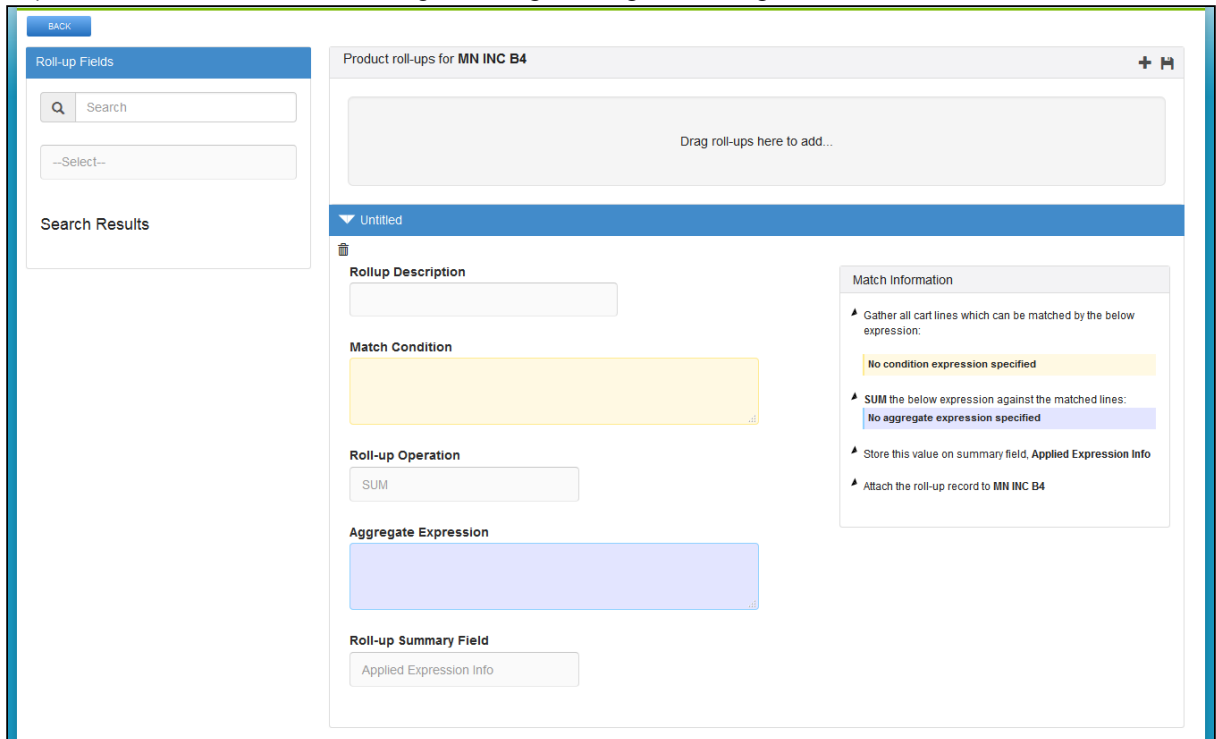 BACK
Roll-up Fields
Search
--Select--
Search Results
Product roll-ups for MN INC B4
Drag roll-ups here to add...
Untitled
Rollup Description
Match Condition
Roll-up Operation
SUM
Aggregate Expression
Roll-up Summary Field
Applied Expression Info
Match Information
Gather all cart lines which can be matched by the below
expression:
No condition expression specified
SUM the below expression against the matched lines:
No aggregate expression specified
Store this value on summary field, Applied Expression Info
Attach the roll-up record to MN INC B4